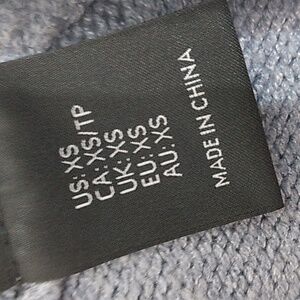 US: XS
CA: XS/TP
UK: XS
EU: XS
AU: XS
MADE IN CHINA